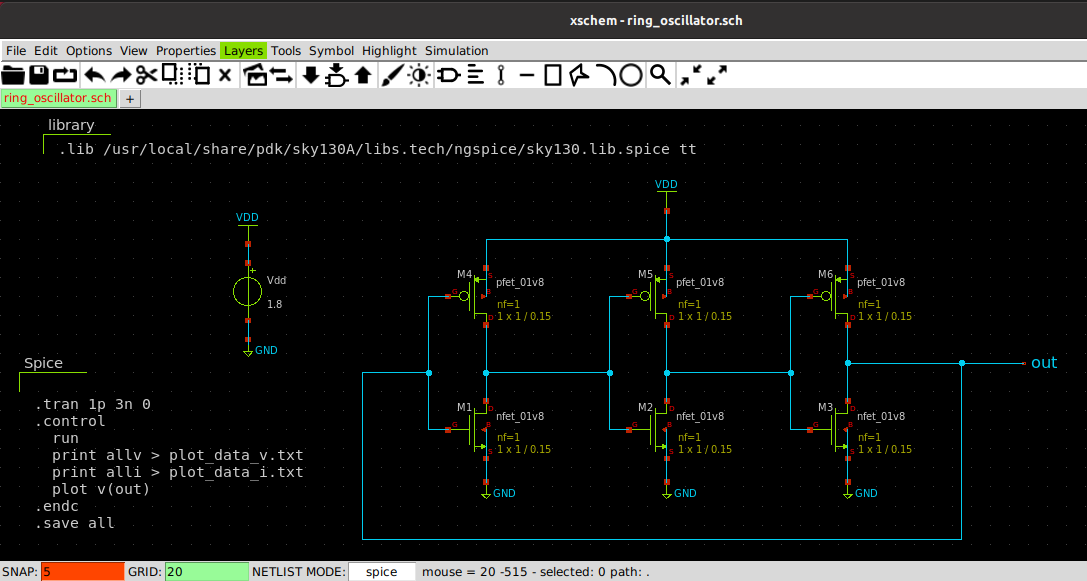 xschem - ring_oscillator.sch
File Edit Options View Properties Layers Tools Symbol Highlight Simulation
ring_oscillator.sch +
library
.lib /usr/local/share/pdk/sky130A/libs.tech/ngspice/sky130.lib.spice tt
VDD
VDD
+
Vdd
1.8
GND
M4
S
G
B
D
pfet_01v8
nf=1
1 x 1 / 0.15
M5
S
G
B
D
pfet_01v8
nf=1
1 x 1 / 0.15
M6
S
G
B
D
pfet_01v8
nf=1
1 x 1 / 0.15
out
M1
D
G
B
S
nfet_01v8
nf=1
1 x 1 / 0.15
GND
M2
D
G
B
S
nfet_01v8
nf=1
1 x 1 / 0.15
GND
M3
D
G
B
S
nfet_01v8
nf=1
1 x 1 / 0.15
GND
Spice
.tran 1p 3n 0
.control
run
print allv > plot_data_v.txt
print alli > plot_data_i.txt
plot v(out)
.endc
.save all
SNAP: 5 GRID: 20 NETLIST MODE: spice mouse = 20 -515 - selected: 0 path: .